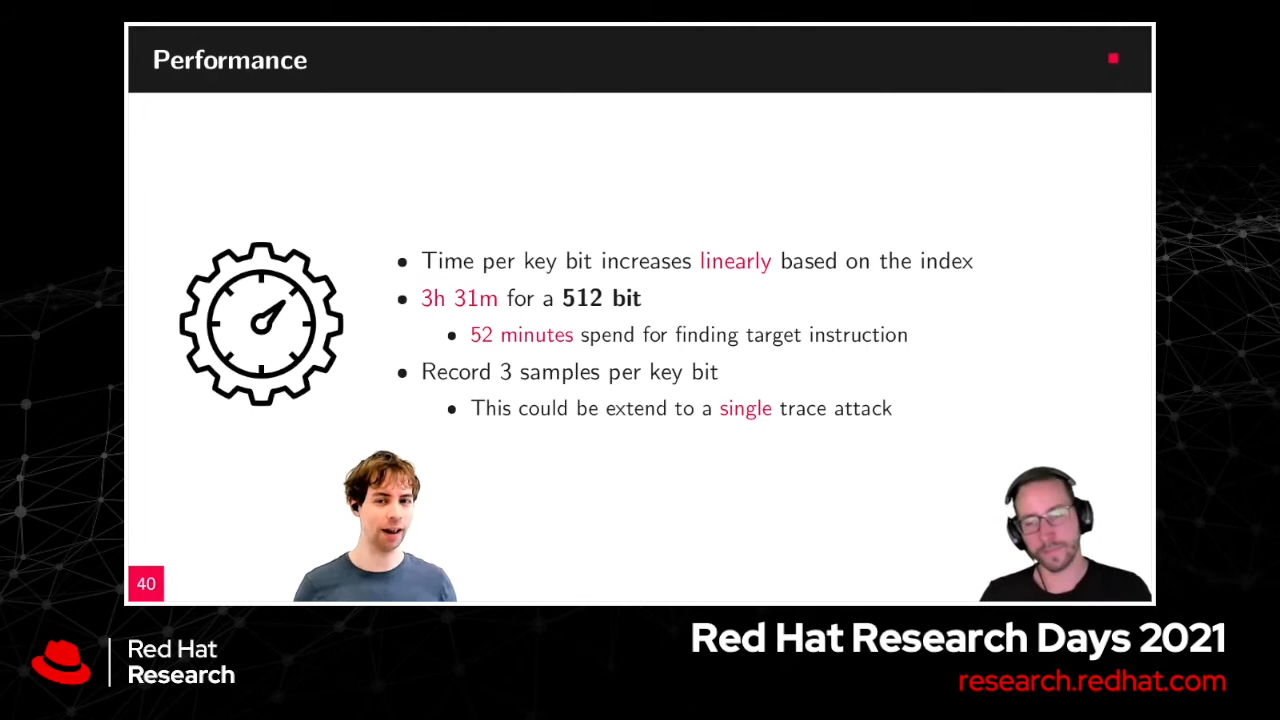 Performance
• Time per key bit increases linearly based on the index
• 3h 31m for a 512 bit
• 52 minutes spend for finding target instruction
• Record 3 samples per key bit
• This could be extend to a single trace attack
40
Red Hat
Research
Red Hat Research Days 2021
research.redhat.com